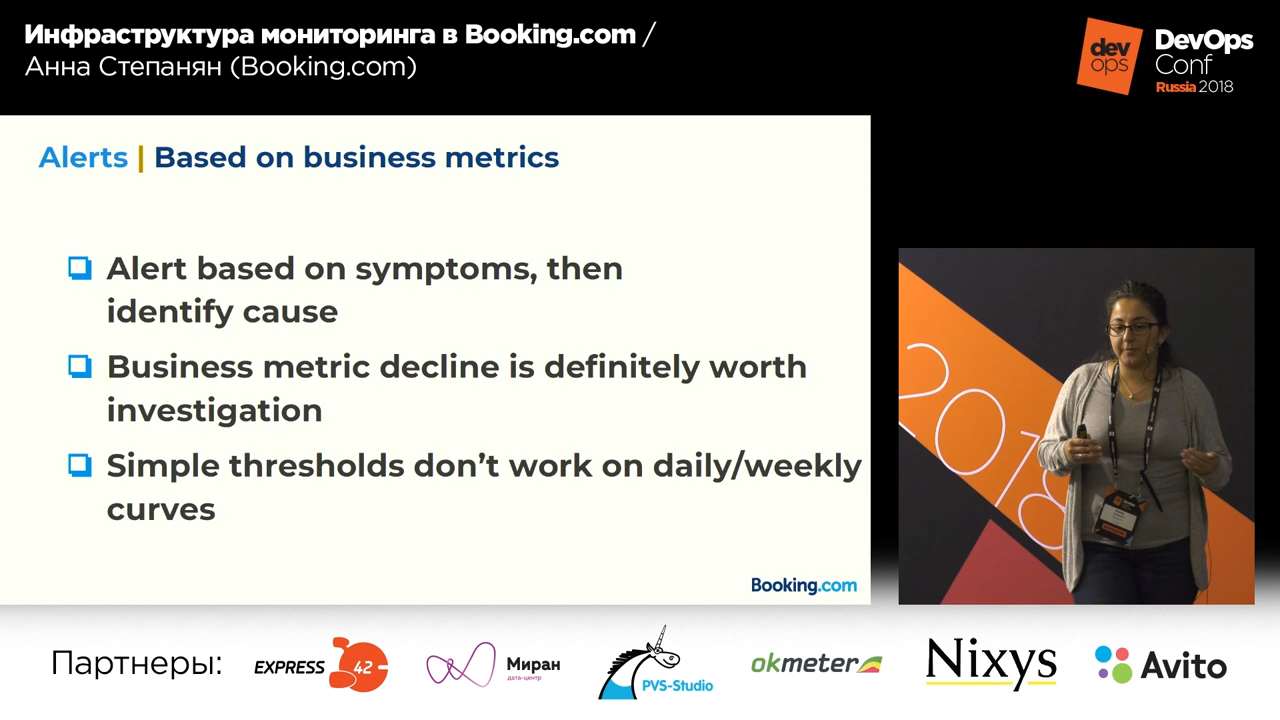 Инфраструктура мониторинга в Booking.com /
Анна Степанян (Booking.com)
dev
ops
DevOps
Conf
Russia 2018
Alerts | Based on business metrics
Alert based on symptoms, then
identify cause
Business metric decline is definitely worth
investigation
Simple thresholds don’t work on daily/weekly
curves
Booking.com
2018
Партнеры:
EXPRESS 42
Миран
дата-центр
PVS-Studio
okmeter
Nixys
Avito